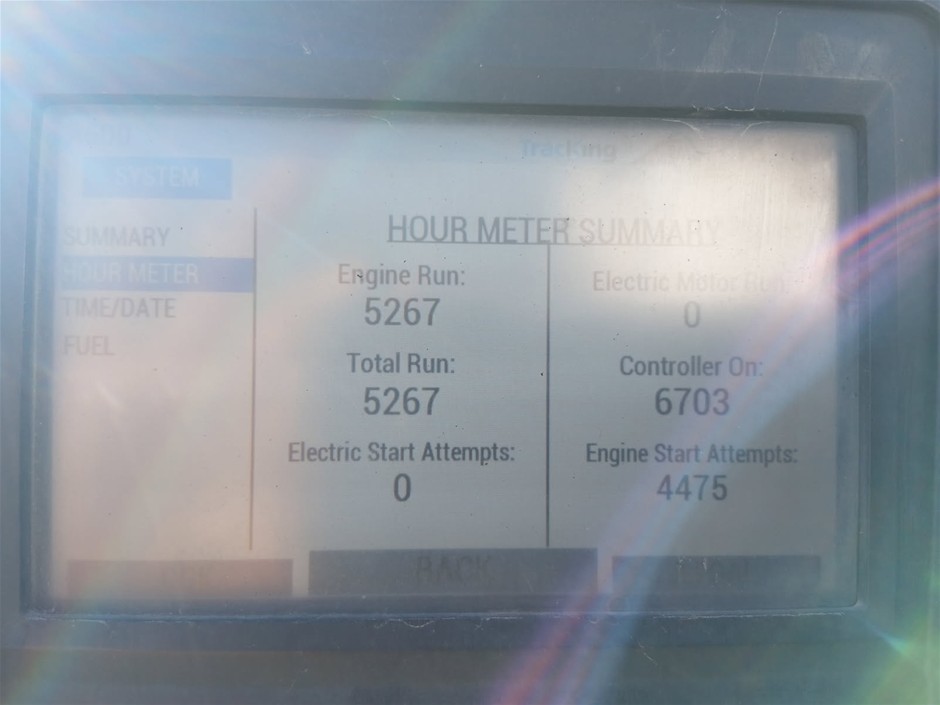 Tracking
SYSTEM
SUMMARY
HOUR METER
TIME/DATE
FUEL
HOUR METER SUMMARY
Engine Run:
5267
Total Run:
5267
Electric Start Attempts:
0
Electric Motor Run:
0
Controller On:
6703
Engine Start Attempts:
4475
BACK